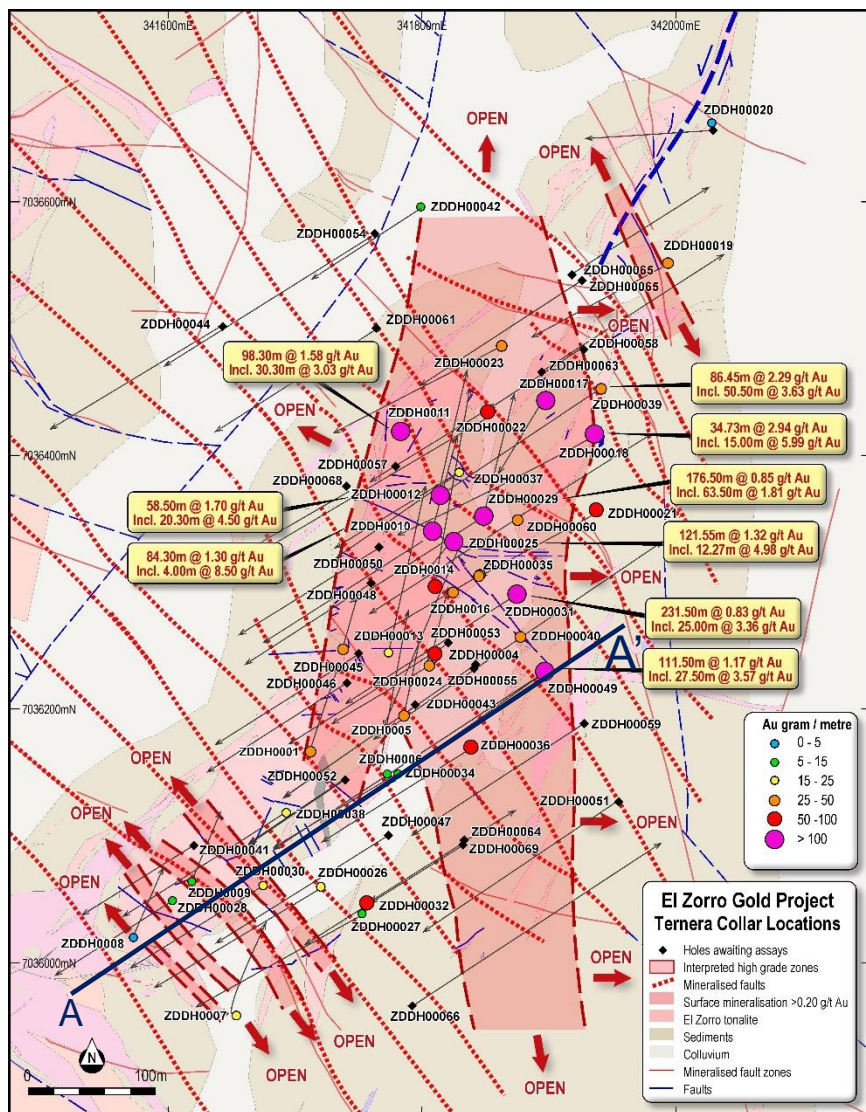 341600mE
341800mE
342000mE
ZDDH00020
OPEN
OPEN
7036600mN
ZDDH00042
ZDDH00054
ZDDH00019
ZDDH00065
ZDDH00065
ZDDH00044
ZDDH00061
OPEN
ZDDH00058
98.30m @ 1.58 g/t Au
Incl. 30.30m @ 3.03 g/t Au
ZDDH00023
ZDDH00063
OPEN
86.45m @ 2.29 g/t Au
Incl. 50.50m @ 3.63 g/t Au
ZDDH00017
OPEN
ZDDH0011
ZDDH00022
ZDDH00039
34.73m @ 2.94 g/t Au
Incl. 15.00m @ 5.99 g/t Au
7036400mN
ZDDH00018
ZDDH00057
ZDDH00037
ZDDH00068
176.50m @ 0.85 g/t Au
Incl. 63.50m @ 1.81 g/t Au
58.50m @ 1.70 g/t Au
Incl. 20.30m @ 4.50 g/t Au
ZDDH00012
ZDDH00029
ZDDH00021
ZDDH0010
ZDDH00060
84.30m @ 1.30 g/t Au
Incl. 4.00m @ 8.50 g/t Au
ZDDH00025
121.55m @ 1.32 g/t Au
Incl. 12.27m @ 4.98 g/t Au
ZDDH00050
ZDDH0014
ZDDH00035
OPEN
ZDDH00048
ZDDH0016
ZDDH00031
231.50m @ 0.83 g/t Au
Incl. 25.00m @ 3.36 g/t Au
ZDDH00013
ZDDH00053
ZDDH00040
A'
ZDDH00045
ZDDH00004
111.50m @ 1.17 g/t Au
Incl. 27.50m @ 3.57 g/t Au
ZDDH00046
ZDDH00024
ZDDH00055
ZDDH00049
7036200mN
ZDDH00043
ZDDH00059
ZDDH0005
ZDDH0001
ZDDH00036
OPEN
ZDDH0006
ZDDH00034
ZDDH00052
OPEN
ZDDH00051
ZDDH00038
OPEN
ZDDH00047
ZDDH00064
OPEN
ZDDH00041
ZDDH00069
ZDDH00030
ZDDH00026
OPEN
ZDDH0009
ZDDH00028
ZDDH00032
ZDDH00027
ZDDH0008
7036000mN
OPEN
A
ZDDH0007
ZDDH00066
OPEN
OPEN
OPEN
OPEN
N
0
100m
Au gram / metre
0 - 5
5 - 15
15 - 25
25 - 50
50 -100
> 100
El Zorro Gold Project
Ternera Collar Locations
Holes awaiting assays
Interpreted high grade zones
Mineralised faults
Surface mineralisation >0.20 g/t Au
El Zorro tonalite
Sediments
Colluvium
Mineralised fault zones
Faults